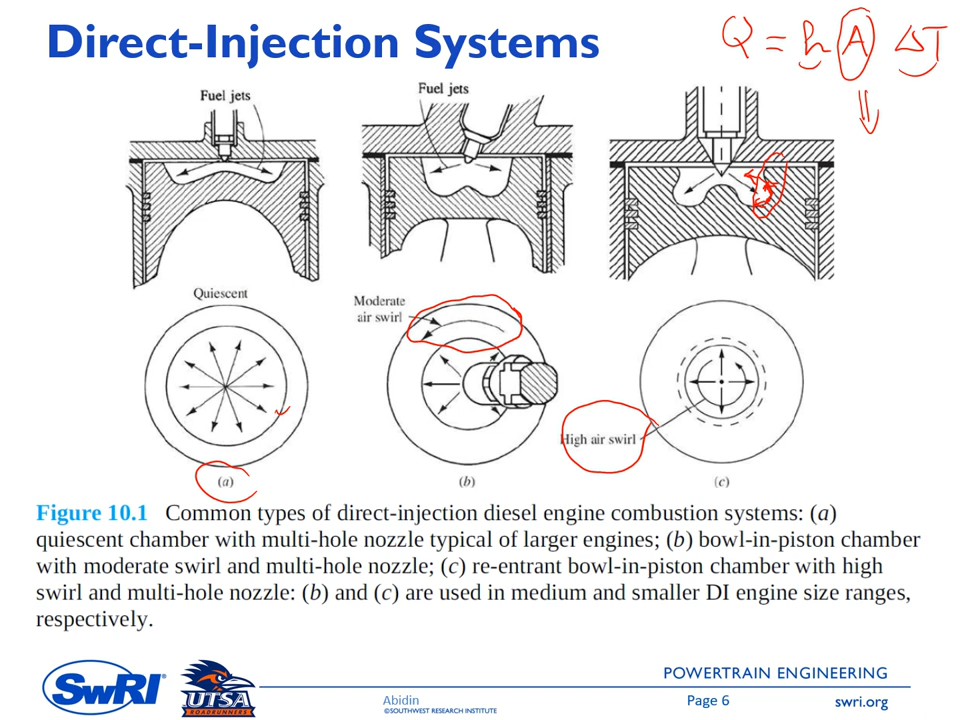 Direct-Injection Systems
Q = h A ΔT
⇓
Fuel jets
Fuel jets
Quiescent
Moderate
air swirl
High air swirl
(a)
(b)
(c)
Figure 10.1 Common types of direct-injection diesel engine combustion systems: (a)
quiescent chamber with multi-hole nozzle typical of larger engines; (b) bowl-in-piston chamber
with moderate swirl and multi-hole nozzle; (c) re-entrant bowl-in-piston chamber with high
swirl and multi-hole nozzle: (b) and (c) are used in medium and smaller DI engine size ranges,
respectively.
SwRI
UTSA
ROADRUNNERS
POWERTRAIN ENGINEERING
Abidin
©SOUTHWEST RESEARCH INSTITUTE
Page 6
swri.org